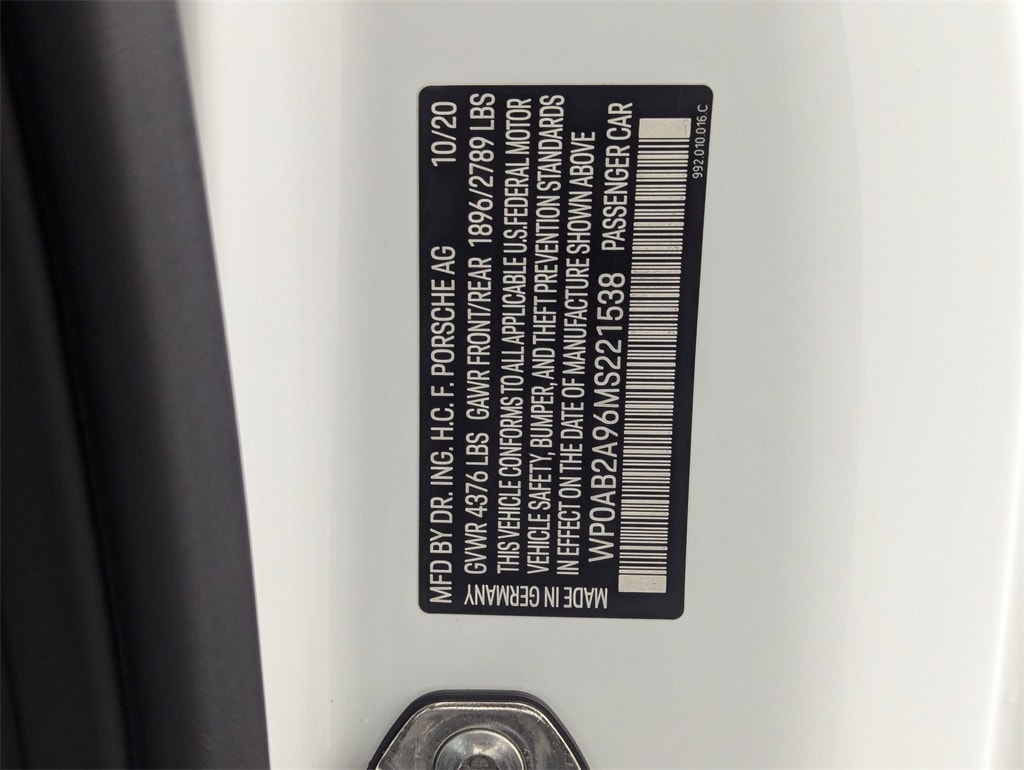 MFD BY DR. ING. H.C. F. PORSCHE AG 10/20
GVWR 4376 LBS GAWR FRONT/REAR 1896/2789 LBS
THIS VEHICLE CONFORMS TO ALL APPLICABLE U.S. FEDERAL MOTOR
VEHICLE SAFETY, BUMPER, AND THEFT PREVENTION STANDARDS
IN EFFECT ON THE DATE OF MANUFACTURE SHOWN ABOVE
WP0AB2A96MS221538 PASSENGER CAR
MADE IN GERMANY
992.010.016.C